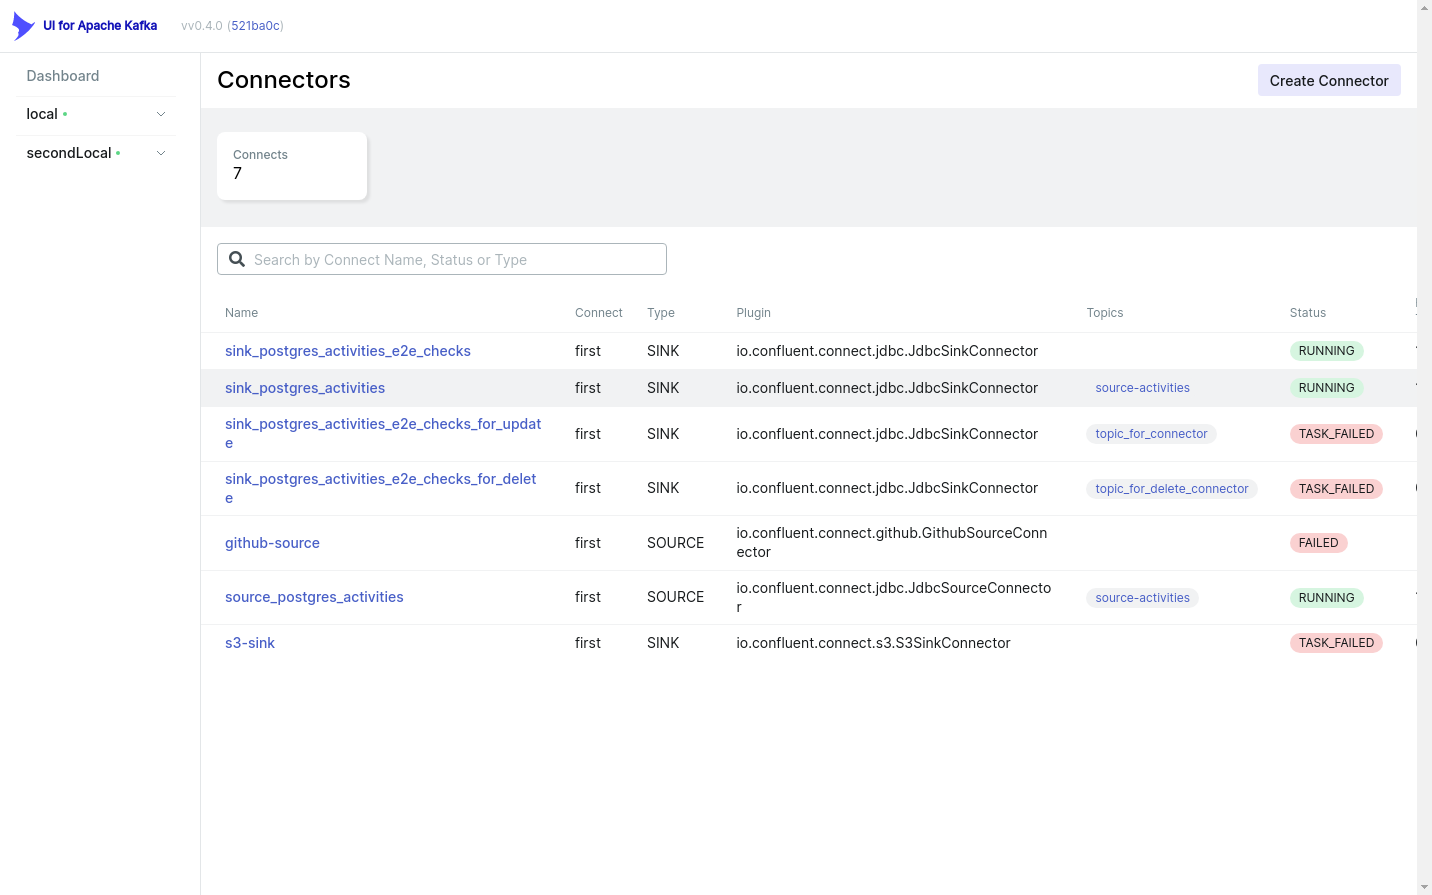 UI for Apache Kafka vv0.4.0 (521ba0c)
Dashboard
local
secondLocal
Connectors
Create Connector
Connects
7
Search by Connect Name, Status or Type
Name Connect Type Plugin Topics Status
sink_postgres_activities_e2e_checks first SINK io.confluent.connect.jdbc.JdbcSinkConnector RUNNING
sink_postgres_activities first SINK io.confluent.connect.jdbc.JdbcSinkConnector source-activities RUNNING
sink_postgres_activities_e2e_checks_for_updat
e first SINK io.confluent.connect.jdbc.JdbcSinkConnector topic_for_connector TASK_FAILED
sink_postgres_activities_e2e_checks_for_delet
e first SINK io.confluent.connect.jdbc.JdbcSinkConnector topic_for_delete_connector TASK_FAILED
github-source first SOURCE io.confluent.connect.github.GithubSourceConn
ector FAILED
source_postgres_activities first SOURCE io.confluent.connect.jdbc.JdbcSourceConnecto
r source-activities RUNNING
s3-sink first SINK io.confluent.connect.s3.S3SinkConnector TASK_FAILED